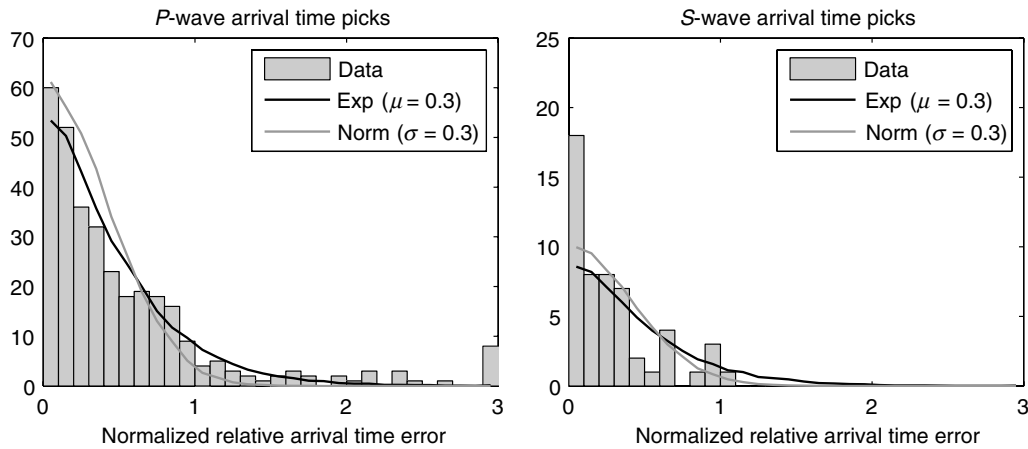 P-wave arrival time picks
70
60
50
40
30
20
10
0
0 1 2 3
Normalized relative arrival time error
Data
Exp (μ = 0.3)
Norm (σ = 0.3)
S-wave arrival time picks
25
20
15
10
5
0
0 1 2 3
Normalized relative arrival time error
Data
Exp (μ = 0.3)
Norm (σ = 0.3)